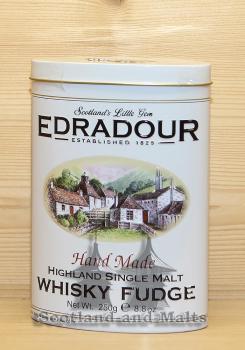 Scotland's Little Gem
EDRADOUR
ESTABLISHED 1825
Hand Made
HIGHLAND SINGLE MALT
WHISKY FUDGE
Net Wt. 250g e 8.8oz
Scotland-and-Malts